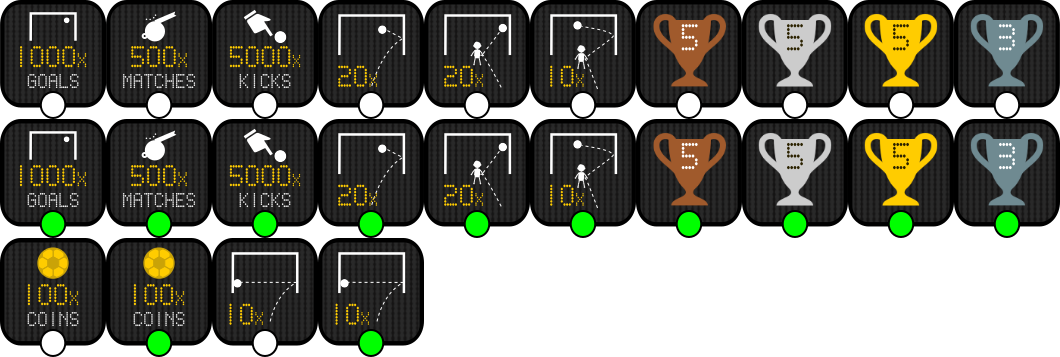 1000x 500x 5000x 20x 20x 10x 5 5 5 3
GOALS MATCHES KICKS
1000x 500x 5000x 20x 20x 10x 5 5 5 3
GOALS MATCHES KICKS
100x 100x 10x 10x
COINS COINS